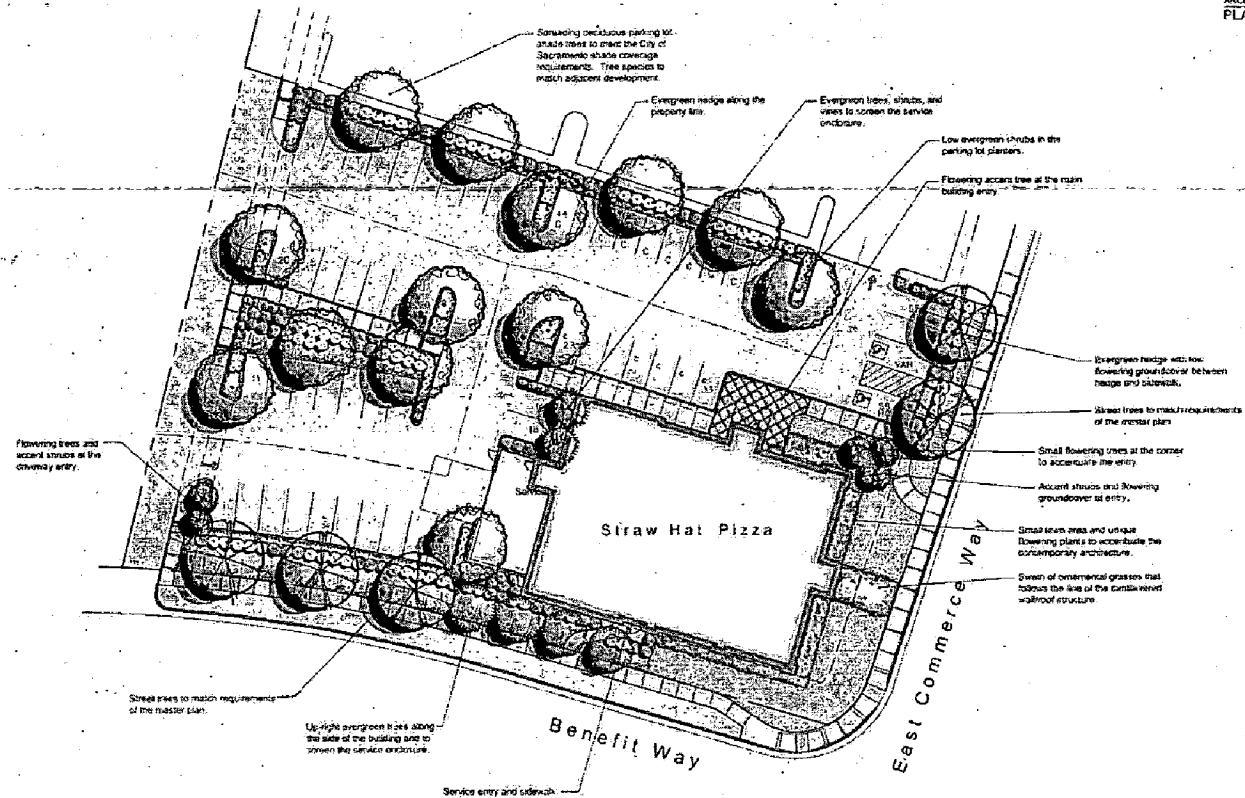 PLA
Spreading deciduous parking lot
shade trees to meet the City of
Sacramento shade coverage
requirements. Tree species to
match adjacent development.
Evergreen hedge along the
property line.
Evergreen trees, shrubs, and
vines to screen the service
enclosure.
Low evergreen shrubs in the
parking lot planters.
Flowering accent tree at the main
building entry.
VAN
Evergreen hedge with low
flowering groundcover between
hedge and sidewalk.
Street trees to match requirements
of the master plan
Small flowering trees at the corner
to accentuate the entry.
Accent shrubs and flowering
groundcover at entry.
Small lawn area and unique
flowering plants to accentuate the
contemporary architecture.
Swath of ornamental grasses that
follows the line of the cantilevered
wall/roof structure.
Flowering trees and
accent shrubs at the
driveway entry.
Straw Hat Pizza
Street trees to match requirements
of the master plan.
Up-right evergreen trees along
the side of the building and to
screen the service enclosure.
Service entry and sidewalk
Benefit Way
East Commerce Way